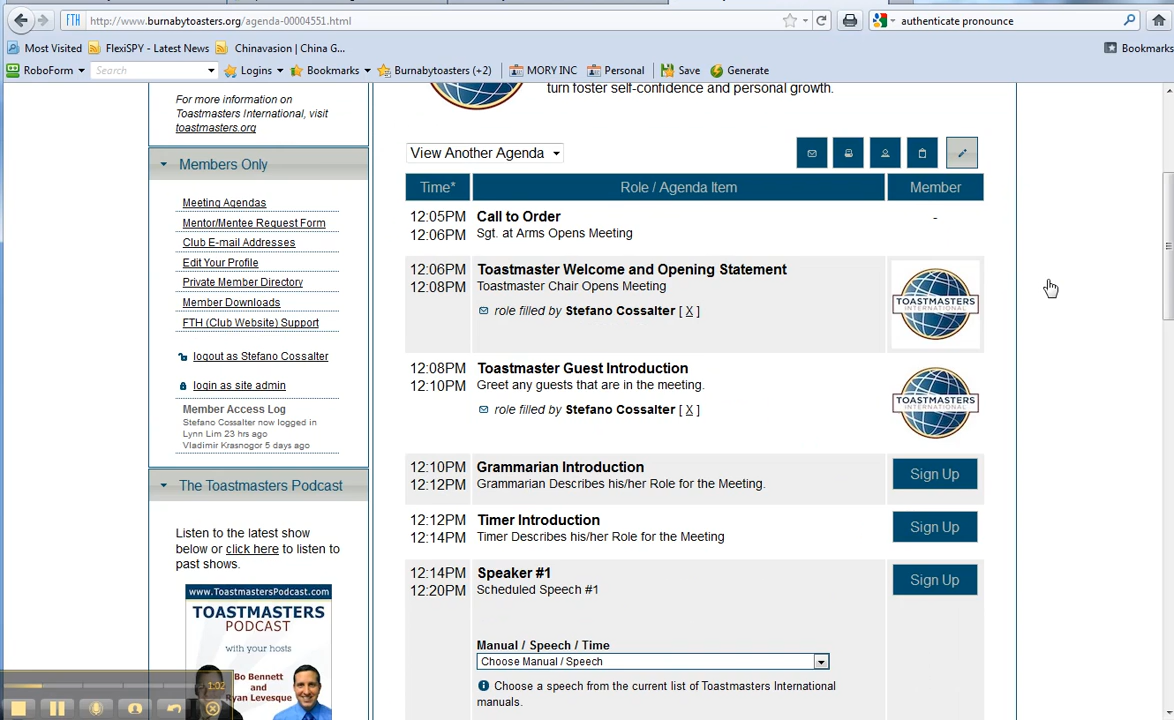 http://www.burnabytoasters.org/agenda-00004551.html
authenticate pronounce
Most Visited FlexiSPY - Latest News Chinavasion | China G... Bookmarks
RoboForm Search Logins Bookmarks Burnabytoasters (+2) MORY INC Personal Save Generate
For more information on
Toastmasters International, visit
toastmasters.org
Members Only
Meeting Agendas
Mentor/Mentee Request Form
Club E-mail Addresses
Edit Your Profile
Private Member Directory
Member Downloads
FTH (Club Website) Support
logout as Stefano Cossalter
login as site admin
Member Access Log
Stefano Cossalter now logged in
Lynn Lim 23 hrs ago
Vladimir Krasnogor 5 days ago
The Toastmasters Podcast
Listen to the latest show
below or click here to listen to
past shows.
www.ToastmastersPodcast.com
TOASTMASTERS
PODCAST
with your hosts
Bo Bennett
and
Ryan Levesque
1:02
turn foster self-confidence and personal growth.
View Another Agenda
Time* Role / Agenda Item Member
12:05PM Call to Order -
12:06PM Sgt. at Arms Opens Meeting
12:06PM Toastmaster Welcome and Opening Statement
12:08PM Toastmaster Chair Opens Meeting
role filled by Stefano Cossalter [ X ]
TOASTMASTERS
INTERNATIONAL
12:08PM Toastmaster Guest Introduction
12:10PM Greet any guests that are in the meeting.
role filled by Stefano Cossalter [ X ]
TOASTMASTERS
INTERNATIONAL
12:10PM Grammarian Introduction Sign Up
12:12PM Grammarian Describes his/her Role for the Meeting.
12:12PM Timer Introduction Sign Up
12:14PM Timer Describes his/her Role for the Meeting
12:14PM Speaker #1 Sign Up
12:20PM Scheduled Speech #1
Manual / Speech / Time
Choose Manual / Speech
Choose a speech from the current list of Toastmasters International
manuals.